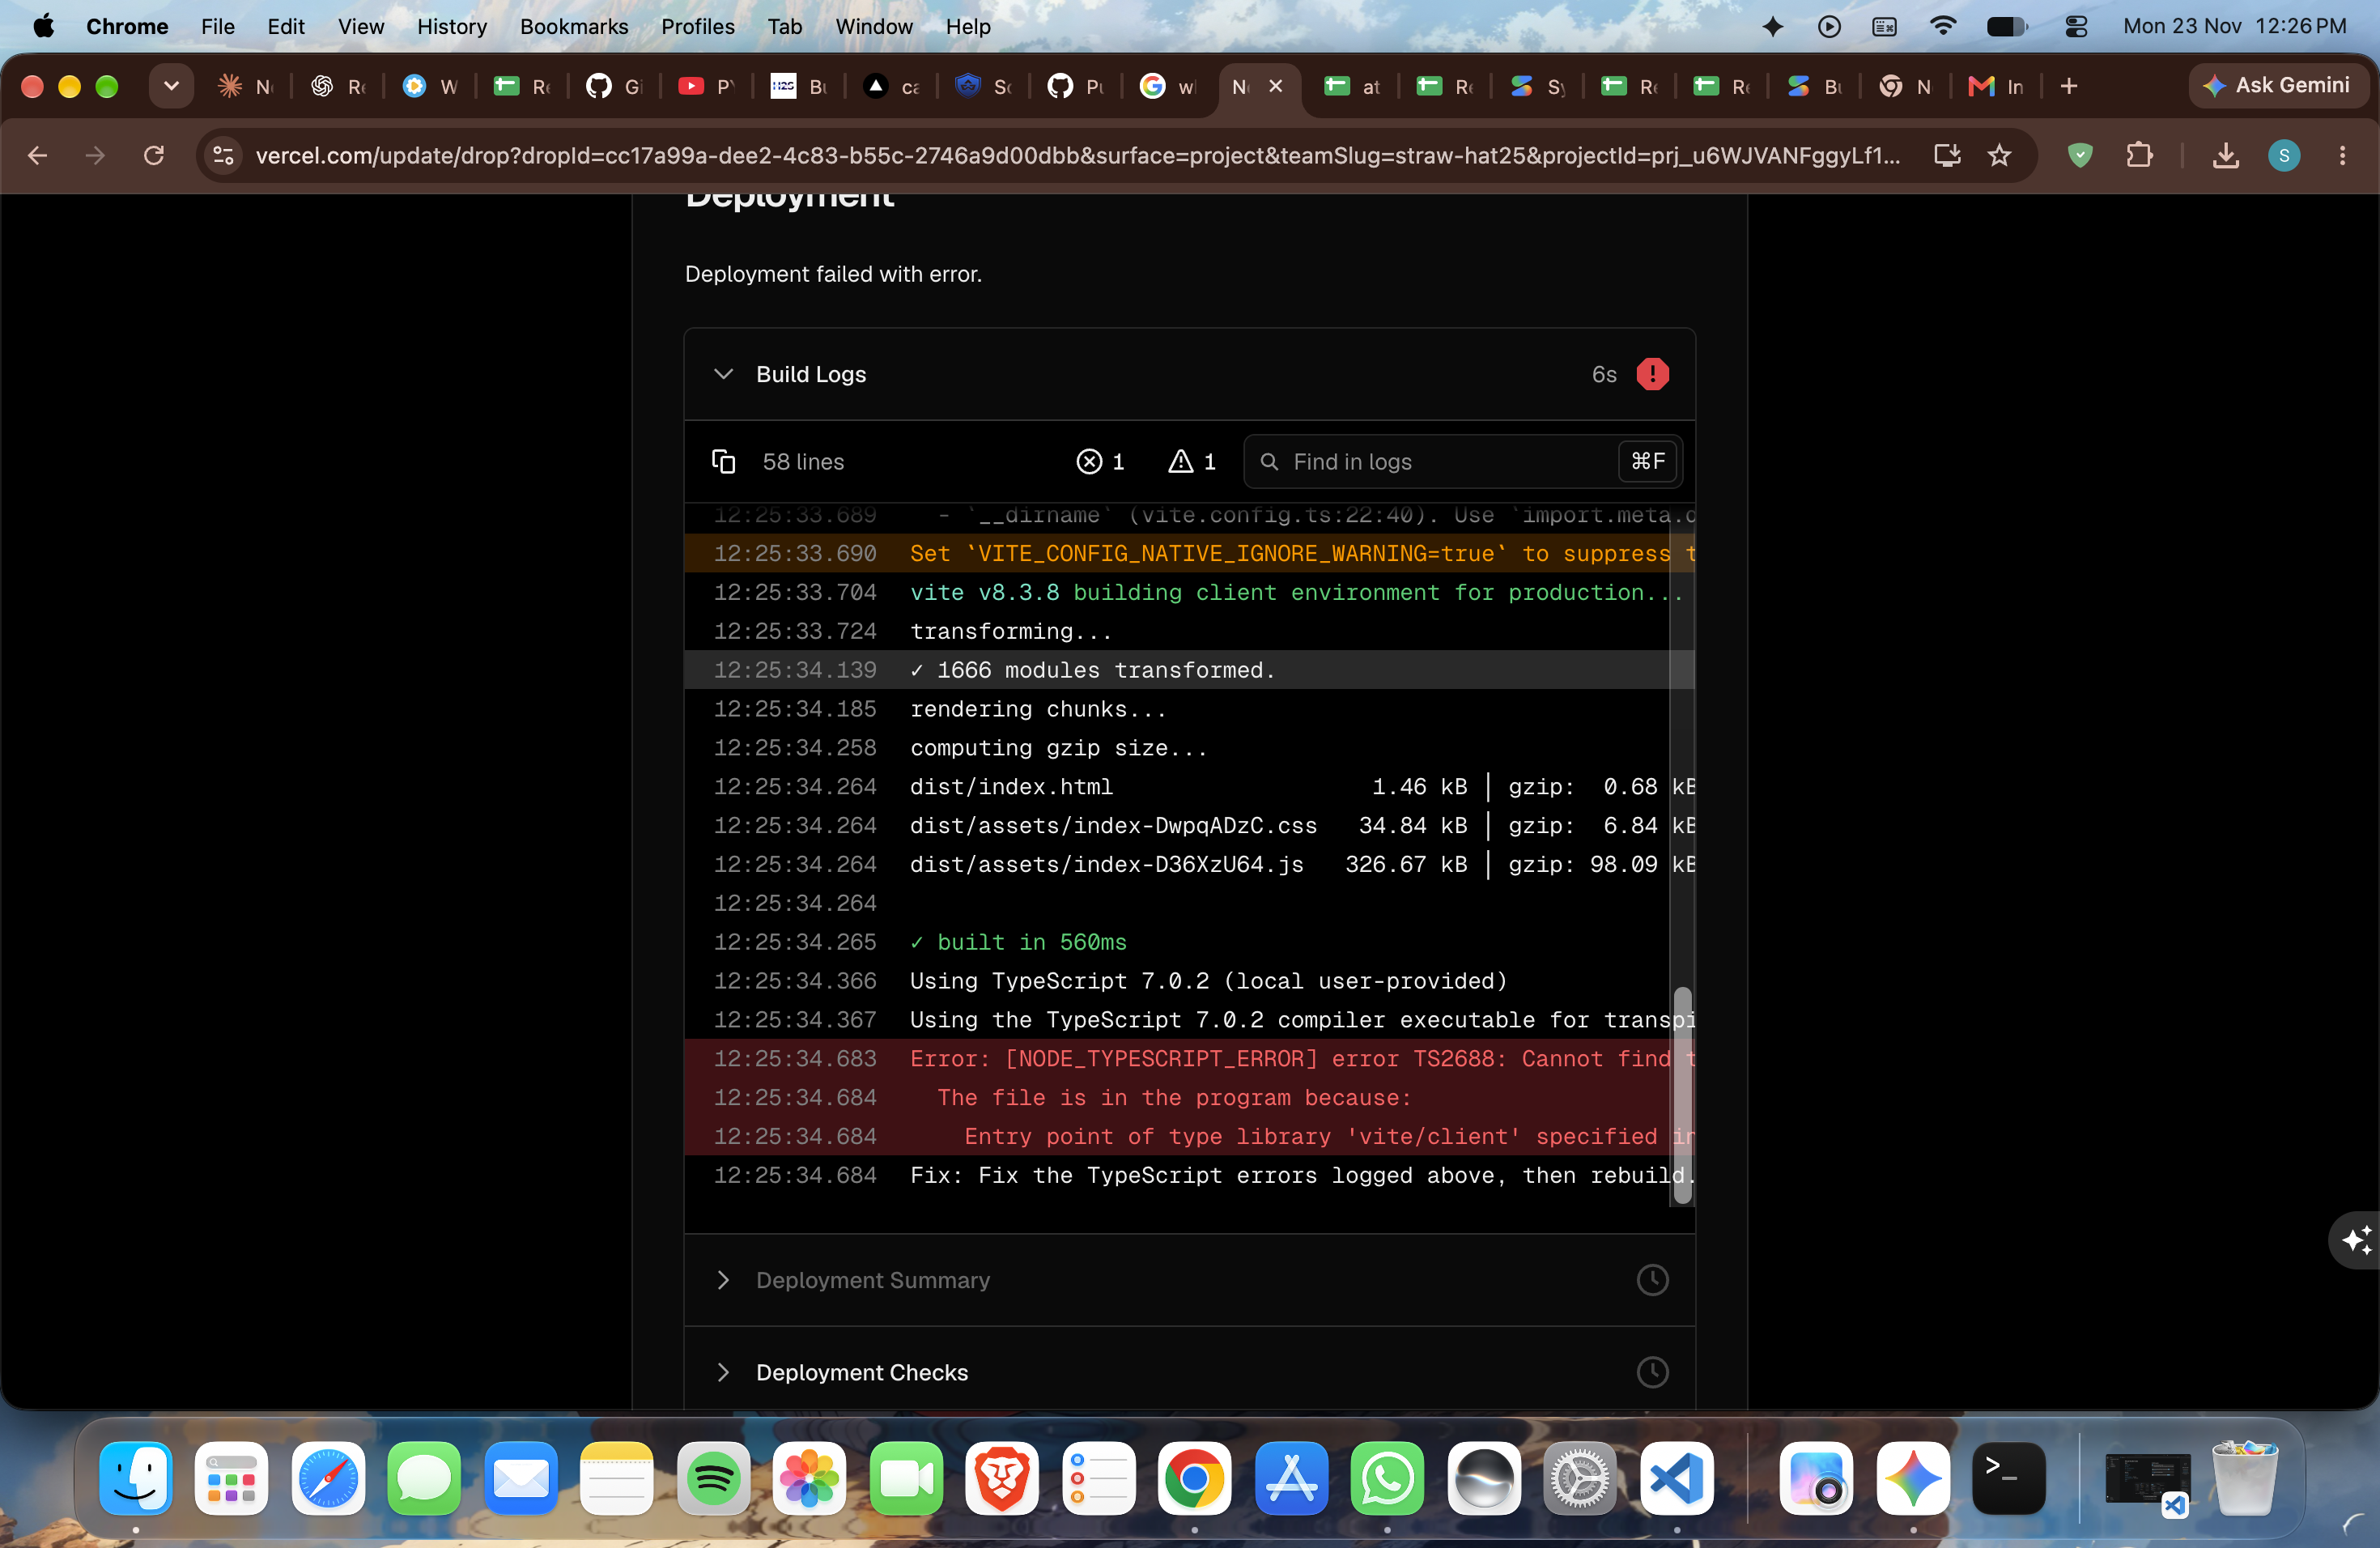 Chrome File Edit View History Bookmarks Profiles Tab Window Help Mon 23 Nov 12:26 PM
N R W R G P H2S B ca S P w N at R S R R B N In Ask Gemini
vercel.com/update/drop?dropId=cc17a99a-dee2-4c83-b55c-2746a9d00dbb&surface=project&teamSlug=straw-hat25&projectId=prj_u6WJVANFggyLf1... S
Deployment
Deployment failed with error.
Build Logs 6s
58 lines 1 1 Find in logs ⌘F
12:25:33.689 - `__dirname` (vite.config.ts:22:40). Use `import.meta.d
12:25:33.690 Set `VITE_CONFIG_NATIVE_IGNORE_WARNING=true` to suppress t
12:25:33.704 vite v8.3.8 building client environment for production...
12:25:33.724 transforming...
12:25:34.139 ✓ 1666 modules transformed.
12:25:34.185 rendering chunks...
12:25:34.258 computing gzip size...
12:25:34.264 dist/index.html 1.46 kB │ gzip: 0.68 kB
12:25:34.264 dist/assets/index-DwpqADzC.css 34.84 kB │ gzip: 6.84 kB
12:25:34.264 dist/assets/index-D36XzU64.js 326.67 kB │ gzip: 98.09 kB
12:25:34.264
12:25:34.265 ✓ built in 560ms
12:25:34.366 Using TypeScript 7.0.2 (local user-provided)
12:25:34.367 Using the TypeScript 7.0.2 compiler executable for transpi
12:25:34.683 Error: [NODE_TYPESCRIPT_ERROR] error TS2688: Cannot find t
12:25:34.684 The file is in the program because:
12:25:34.684 Entry point of type library 'vite/client' specified in
12:25:34.684 Fix: Fix the TypeScript errors logged above, then rebuild.
Deployment Summary
Deployment Checks